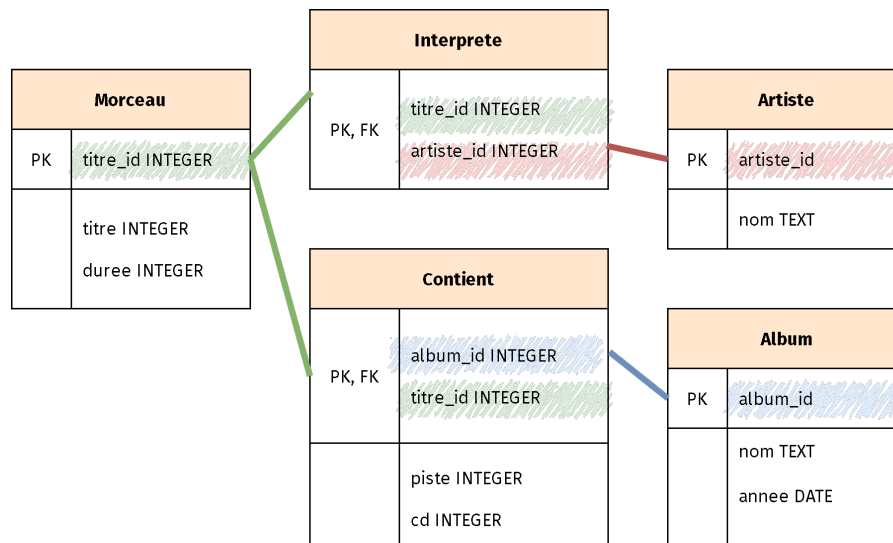 Morceau
PK
titre_id INTEGER
titre INTEGER
duree INTEGER
Interprete
PK, FK
titre_id INTEGER
artiste_id INTEGER
Artiste
PK
artiste_id
nom TEXT
Contient
PK, FK
album_id INTEGER
titre_id INTEGER
piste INTEGER
cd INTEGER
Album
PK
album_id
nom TEXT
annee DATE